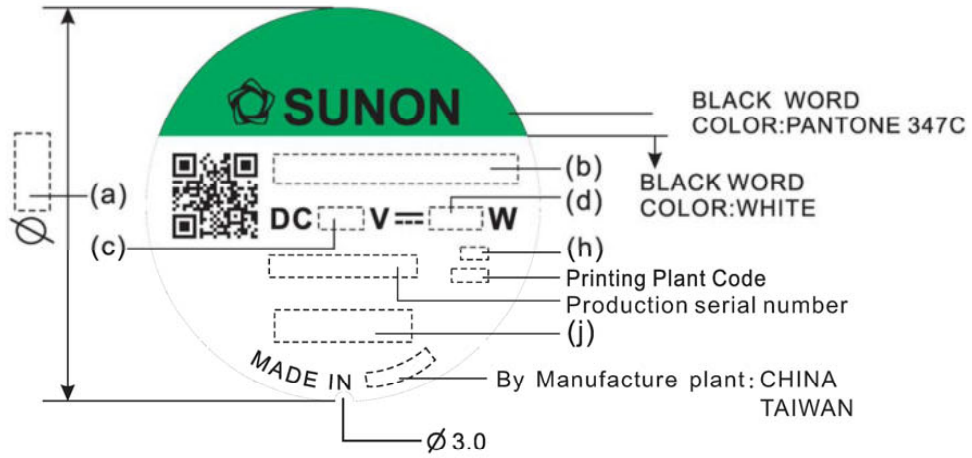 SUNON
BLACK WORD
COLOR:PANTONE 347C
(a)
(b)
BLACK WORD
COLOR:WHITE
DC V W
(d)
Ø
(c)
(h)
Printing Plant Code
Production serial number
(j)
MADE IN
By Manufacture plant: CHINA
TAIWAN
Ø3.0